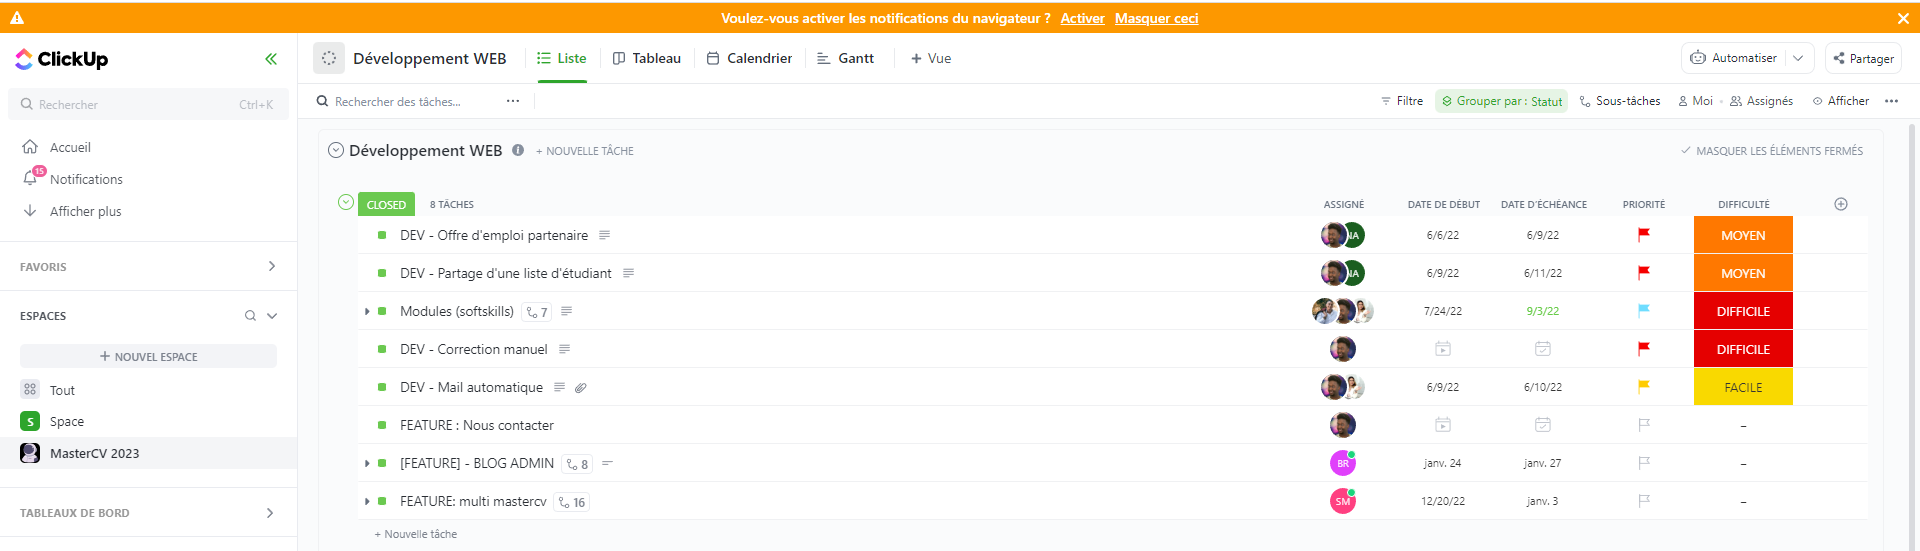 Voulez-vous activer les notifications du navigateur ? Activer Masquer ceci
ClickUp
Développement WEB
Liste
Tableau
Calendrier
Gantt
+ Vue
Automatiser
Partager
Rechercher
Ctrl+K
Rechercher des tâches...
Filtre
Grouper par : Statut
Sous-tâches
Moi
Assignés
Afficher
Accueil
15
Notifications
Afficher plus
FAVORIS
ESPACES
+ NOUVEL ESPACE
Tout
S Space
MasterCV 2023
TABLEAUX DE BORD
Développement WEB
+ NOUVELLE TÂCHE
MASQUER LES ÉLÉMENTS FERMÉS
CLOSED 8 TÂCHES ASSIGNÉ DATE DE DÉBUT DATE D'ÉCHÉANCE PRIORITÉ DIFFICULTÉ
DEV - Offre d'emploi partenaire NA 6/6/22 6/9/22 MOYEN
DEV - Partage d'une liste d'étudiant NA 6/9/22 6/11/22 MOYEN
Modules (softskills) 7 7/24/22 9/3/22 DIFFICILE
DEV - Correction manuel DIFFICILE
DEV - Mail automatique 6/9/22 6/10/22 FACILE
FEATURE : Nous contacter –
[FEATURE] - BLOG ADMIN 8 BR janv. 24 janv. 27 –
FEATURE: multi mastercv 16 SM 12/20/22 janv. 3 –
+ Nouvelle tâche